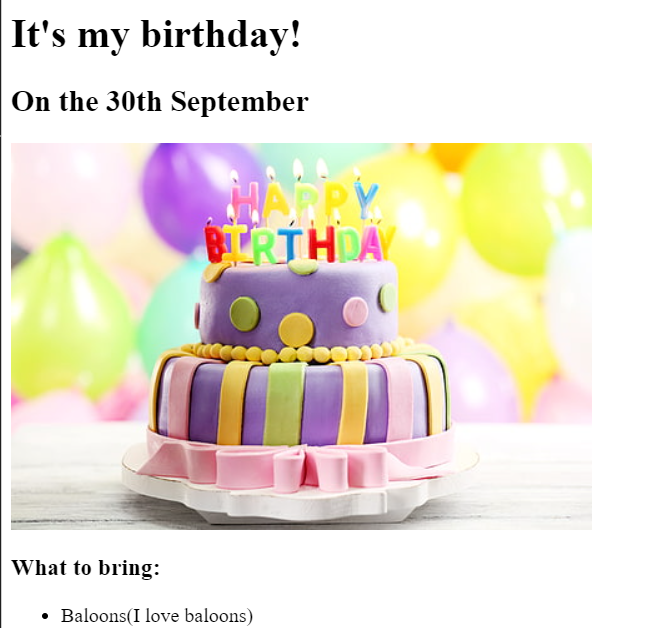 It's my birthday!
On the 30th September
HAPPY
BIRTHDAY
What to bring:
Baloons(I love baloons)